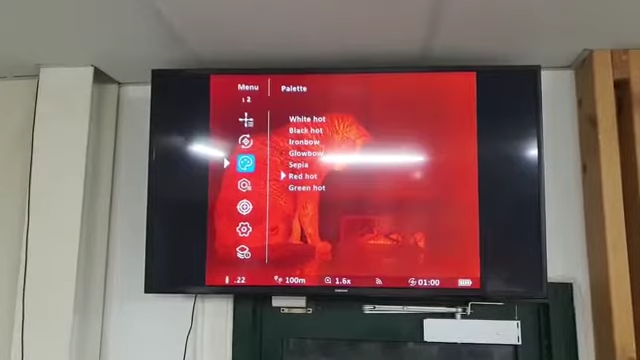 Menu
Palette
2
White hot
Black hot
Ironbow
Glowbow
Sepia
Red hot
Green hot
.22
100m
1.6x
01:00